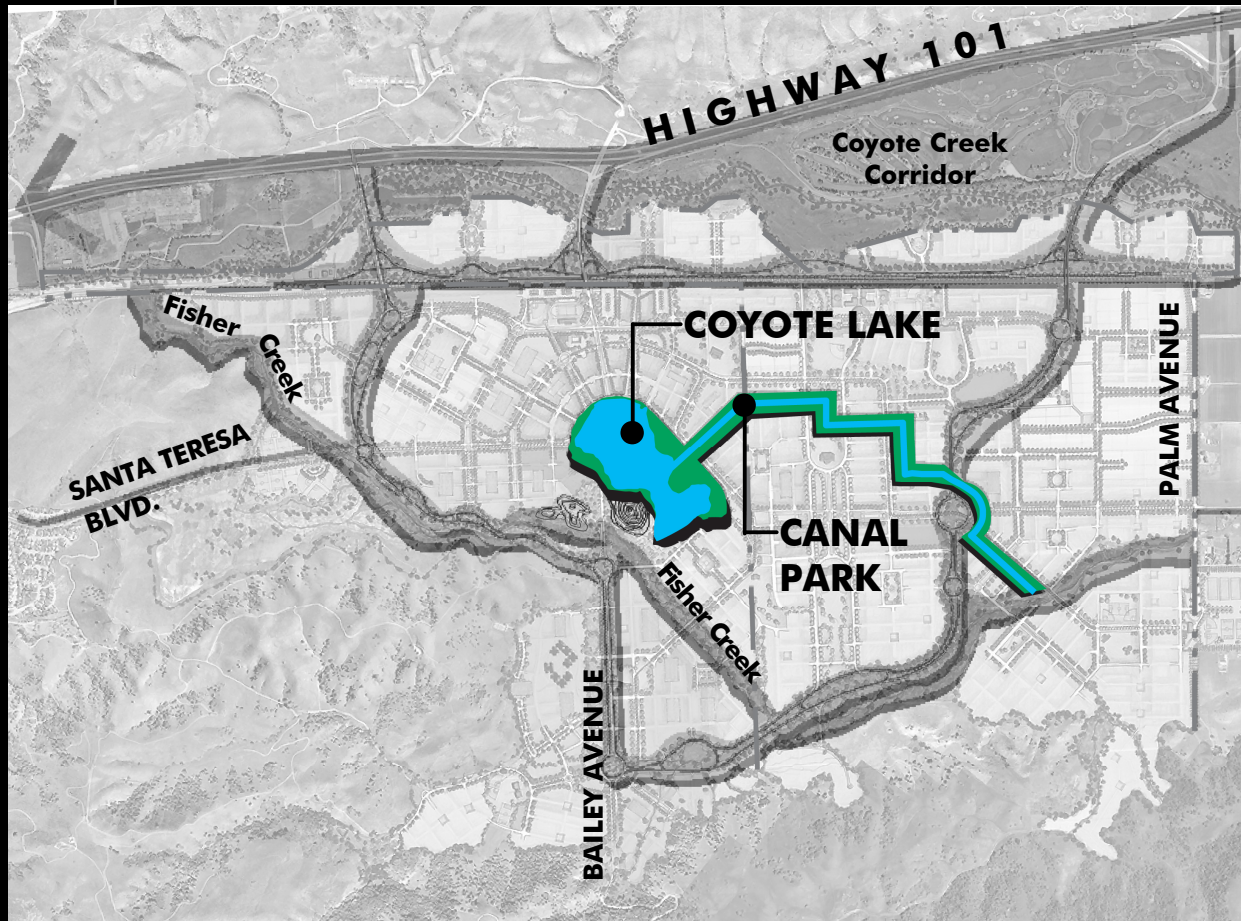 HIGHWAY 101
Coyote Creek
Corridor
Fisher
Creek
COYOTE LAKE
PALM AVENUE
SANTA TERESA
BLVD.
CANAL
PARK
Fisher Creek
BAILEY AVENUE